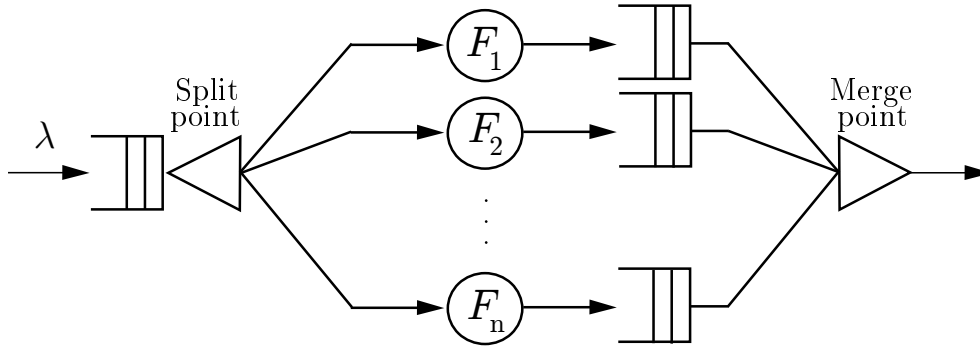 F1
Split
point
Merge
point
λ
F2
.
.
.
Fn